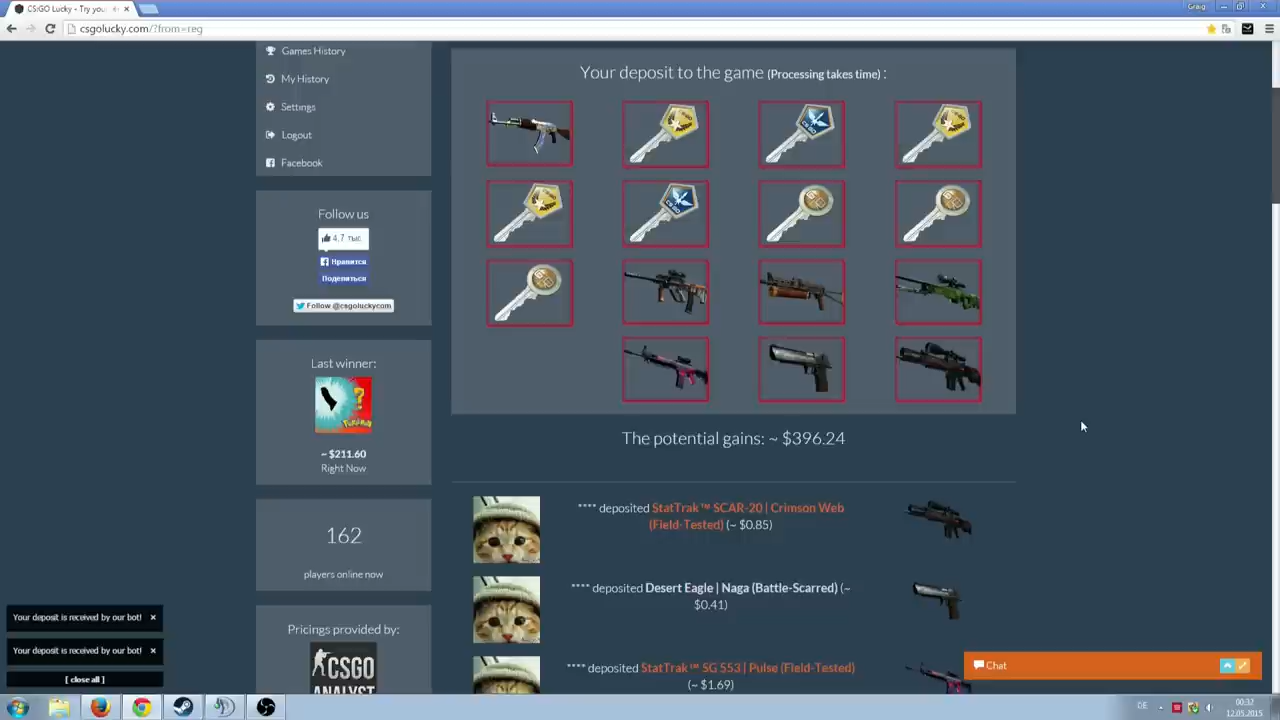 CS:GO Lucky - Try you
Graig
csgolucky.com/?from=reg
Games History
My History
Settings
Logout
Facebook
Follow us
4,7 тыс.
Нравится
Поделиться
Follow @csgoluckycom
Last winner:
~ $211.60
Right Now
162
players online now
Pricings provided by:
CSGO
ANALYST
Your deposit to the game (Processing takes time) :
The potential gains: ~ $396.24
**** deposited StatTrak™ SCAR-20 | Crimson Web
(Field-Tested) (~ $0.85)
**** deposited Desert Eagle | Naga (Battle-Scarred) (~
$0.41)
**** deposited StatTrak™ SG 553 | Pulse (Field-Tested)
(~ $1.69)
Your deposit is received by our bot!
Your deposit is received by our bot!
[ close all ]
Chat
DE
00:32
12.05.2015